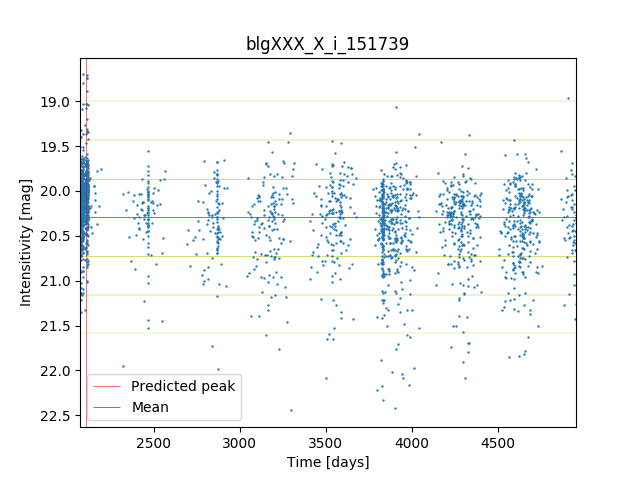 blgXXX_X_i_151739
Intensitivity [mag]
19.0
19.5
20.0
20.5
21.0
21.5
22.0
22.5
Predicted peak
Mean
2500
3000
3500
4000
4500
Time [days]